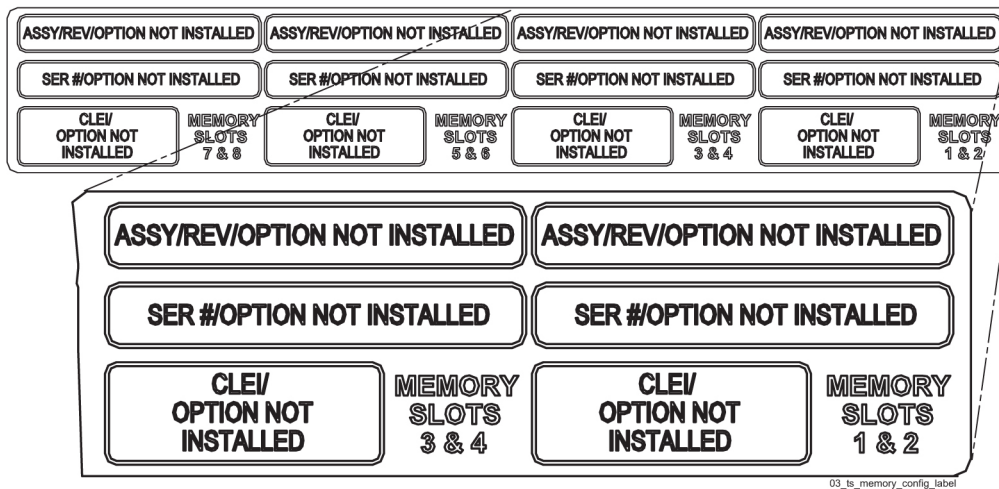 ASSY/REV/OPTION NOT INSTALLED ASSY/REV/OPTION NOT INSTALLED ASSY/REV/OPTION NOT INSTALLED ASSY/REV/OPTION NOT INSTALLED
SER #/OPTION NOT INSTALLED SER #/OPTION NOT INSTALLED SER #/OPTION NOT INSTALLED SER #/OPTION NOT INSTALLED
CLEI/ MEMORY CLEI/ MEMORY CLEI/ MEMORY CLEI/ MEMORY
OPTION NOT SLOTS OPTION NOT SLOTS OPTION NOT SLOTS OPTION NOT SLOTS
INSTALLED 7 & 8 INSTALLED 5 & 6 INSTALLED 3 & 4 INSTALLED 1 & 2
ASSY/REV/OPTION NOT INSTALLED ASSY/REV/OPTION NOT INSTALLED
SER #/OPTION NOT INSTALLED SER #/OPTION NOT INSTALLED
CLEI/ MEMORY CLEI/ MEMORY
OPTION NOT SLOTS OPTION NOT SLOTS
INSTALLED 3 & 4 INSTALLED 1 & 2
03_ts_memory_config_label